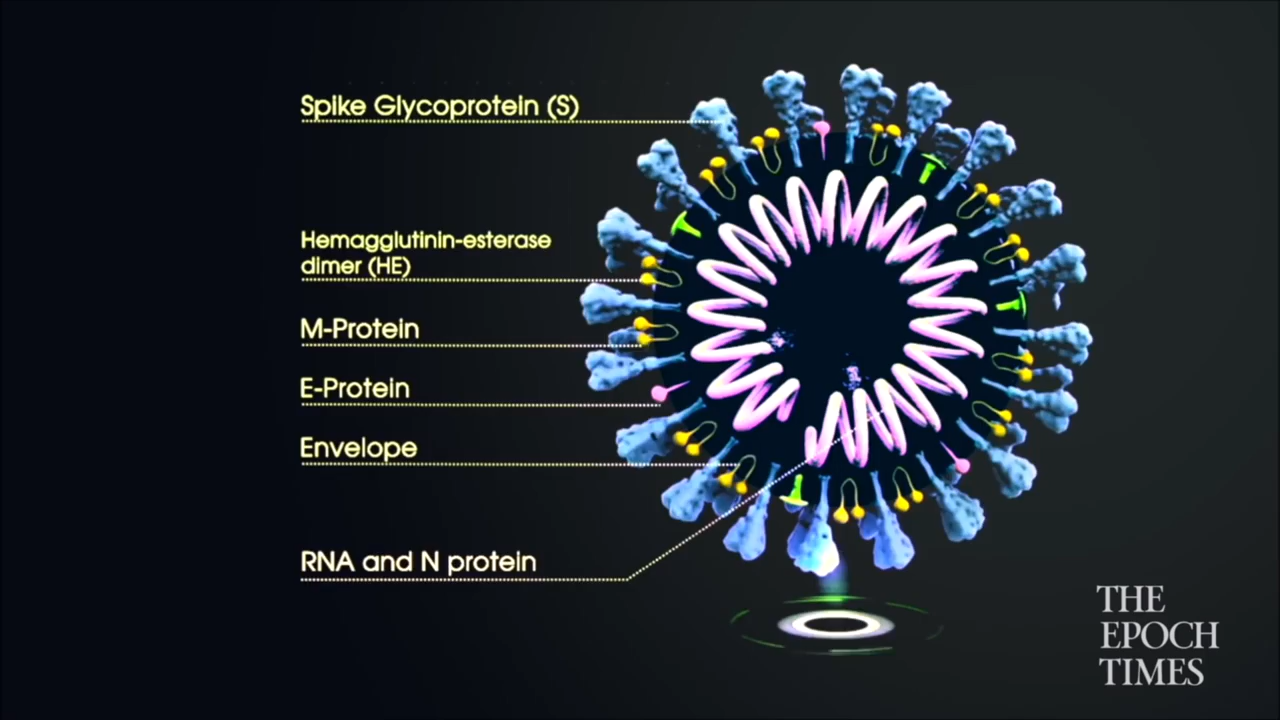 Spike Glycoprotein (S)
Hemagglutinin-esterase
dimer (HE)
M-Protein
E-Protein
Envelope
RNA and N protein
THE
EPOCH
TIMES